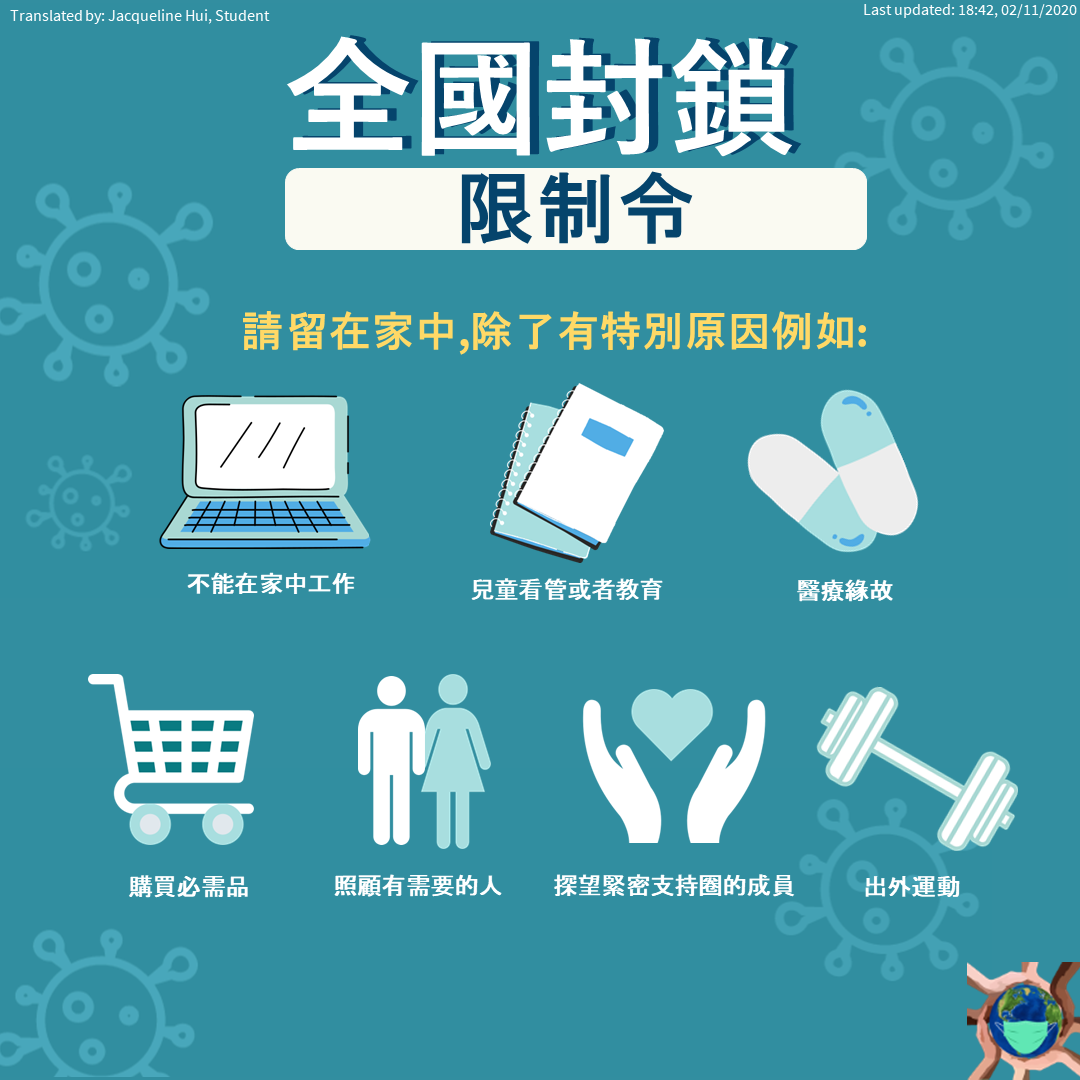 Translated by: Jacqueline Hui, Student
Last updated: 18:42, 02/11/2020
全國封鎖
限制令
請留在家中,除了有特別原因例如:
不能在家中工作
兒童看管或者教育
醫療緣故
購買必需品
照顧有需要的人
探望緊密支持圈的成員
出外運動